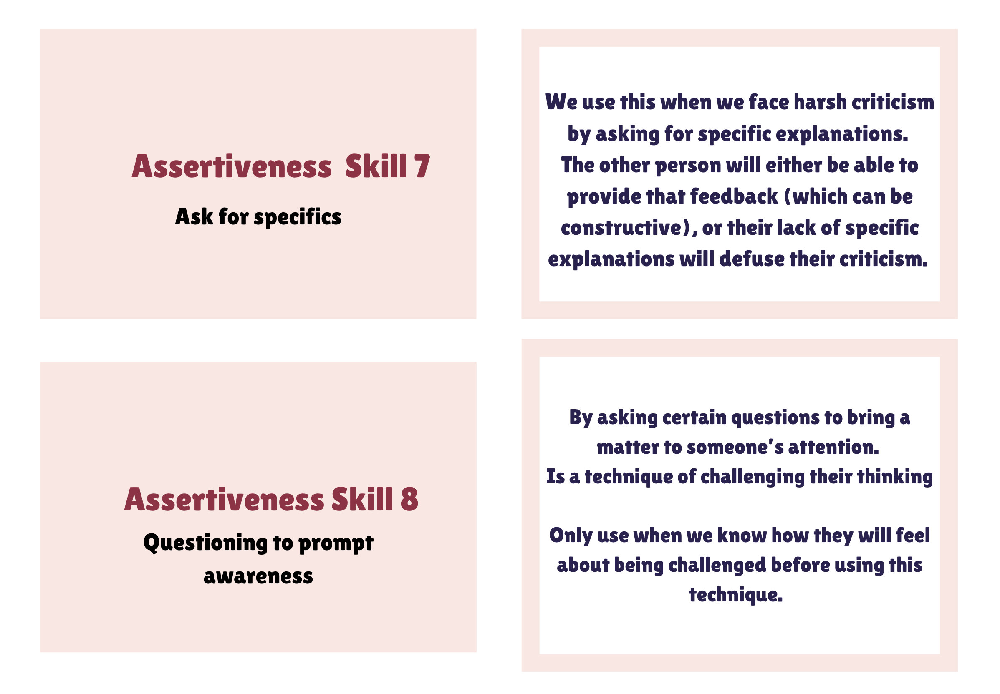 Assertiveness  Skill 7
Ask for specifics
We use this when we face harsh criticism
by asking for specific explanations.
The other person will either be able to
provide that feedback (which can be
constructive), or their lack of specific
explanations will defuse their criticism.
Assertiveness Skill 8
Questioning to prompt
awareness
By asking certain questions to bring a
matter to someone's attention.
Is a technique of challenging their thinking
Only use when we know how they will feel
about being challenged before using this
technique.